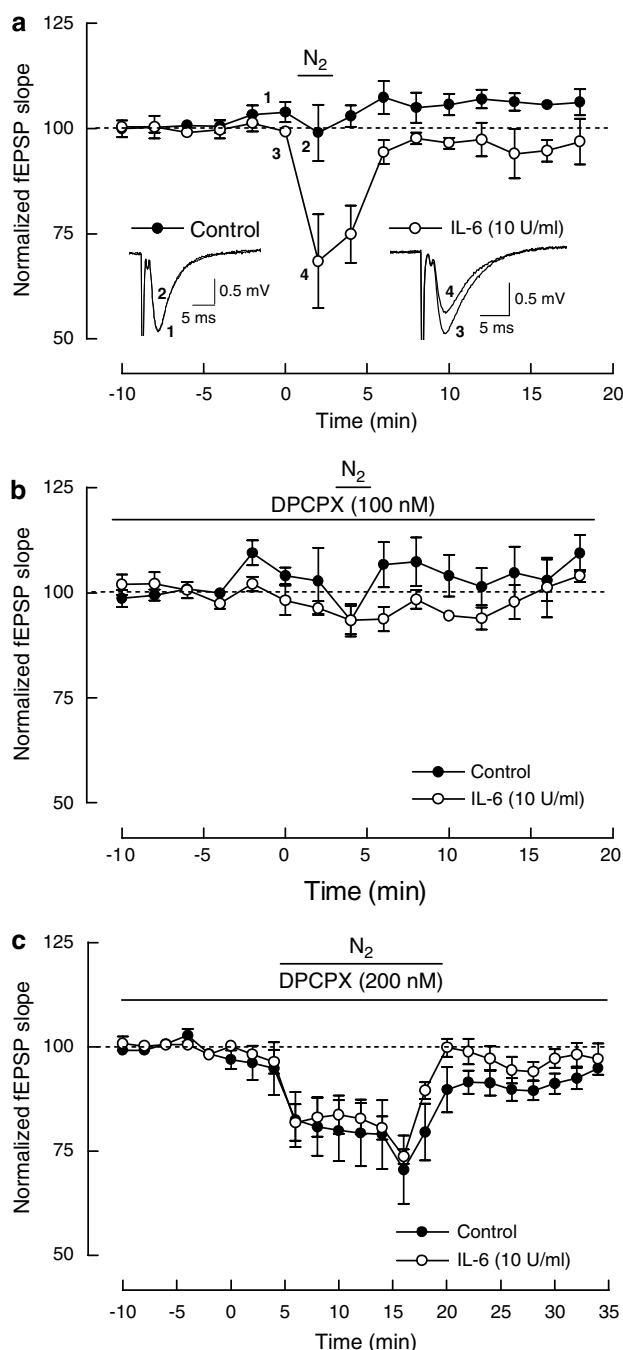 a
125
100
75
50
Normalized fEPSP slope
N2
1
2
3
4
Control
IL-6 (10 U/ml)
2
1
0.5 mV
5 ms
4
3
0.5 mV
5 ms
-10 -5 0 5 10 15 20
Time (min)
b
125
100
75
50
Normalized fEPSP slope
N2
DPCPX (100 nM)
Control
IL-6 (10 U/ml)
-10 -5 0 5 10 15 20
Time (min)
c
125
100
75
50
Normalized fEPSP slope
N2
DPCPX (200 nM)
Control
IL-6 (10 U/ml)
-10 -5 0 5 10 15 20 25 30 35
Time (min)